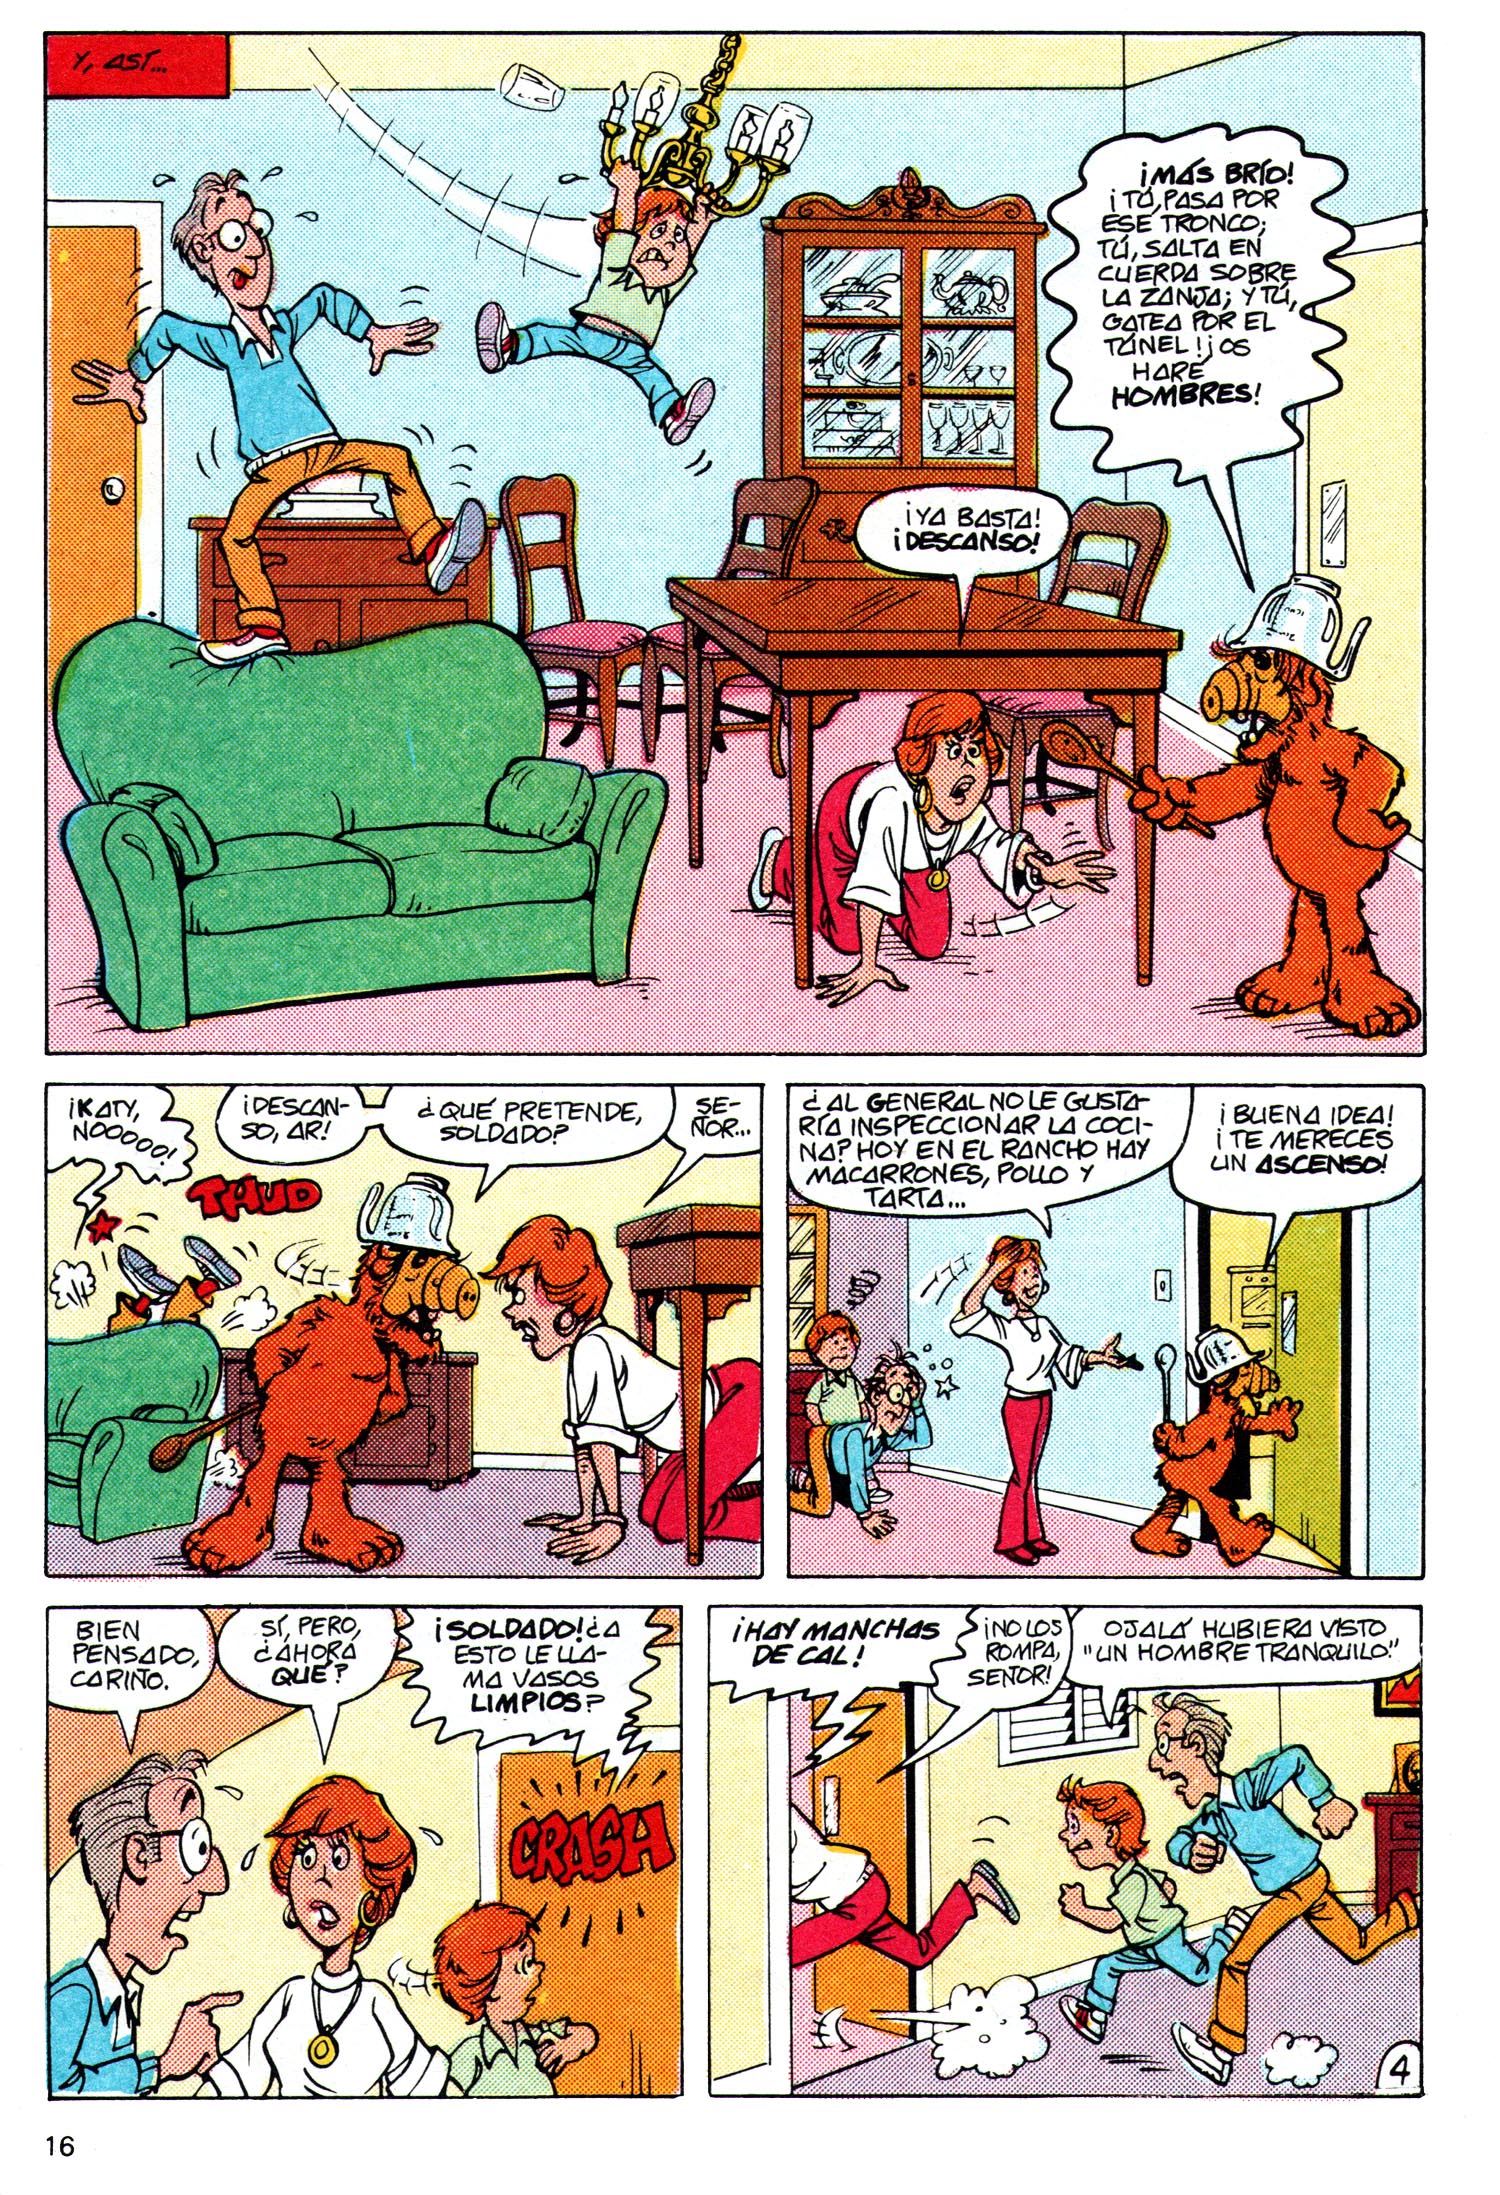 Y, ASÍ...
¡MÁS BRÍO!
¡TÚ, PASA POR
ESE TRONCO;
TÚ, SALTA EN
CUERDA SOBRE
LA ZANJA; Y TÚ,
GATEA POR EL
TÚNEL! ¡OS
HARÉ
HOMBRES!
¡YA BASTA!
¡DESCANSO!
¡KATY,
NOOOOO!
¡DESCAN-
SO, AR!
¿QUÉ PRETENDE,
SOLDADO?
SE-
ÑOR...
THUD
¿AL GENERAL NO LE GUSTA-
RÍA INSPECCIONAR LA COCI-
NA? HOY EN EL RANCHO HAY
MACARRONES, POLLO Y
TARTA...
¡BUENA IDEA!
¡TE MERECES
UN ASCENSO!
BIEN
PENSADO,
CARIÑO.
SÍ, PERO,
¿AHORA
QUÉ?
¡SOLDADO! ¿A
ESTO LE LLA-
MA VASOS
LIMPIOS?
CRASH
¡HAY MANCHAS
DE CAL!
¡NO LOS
ROMPA,
SEÑOR!
OJALÁ HUBIERA VISTO
"UN HOMBRE TRANQUILO."
4
16